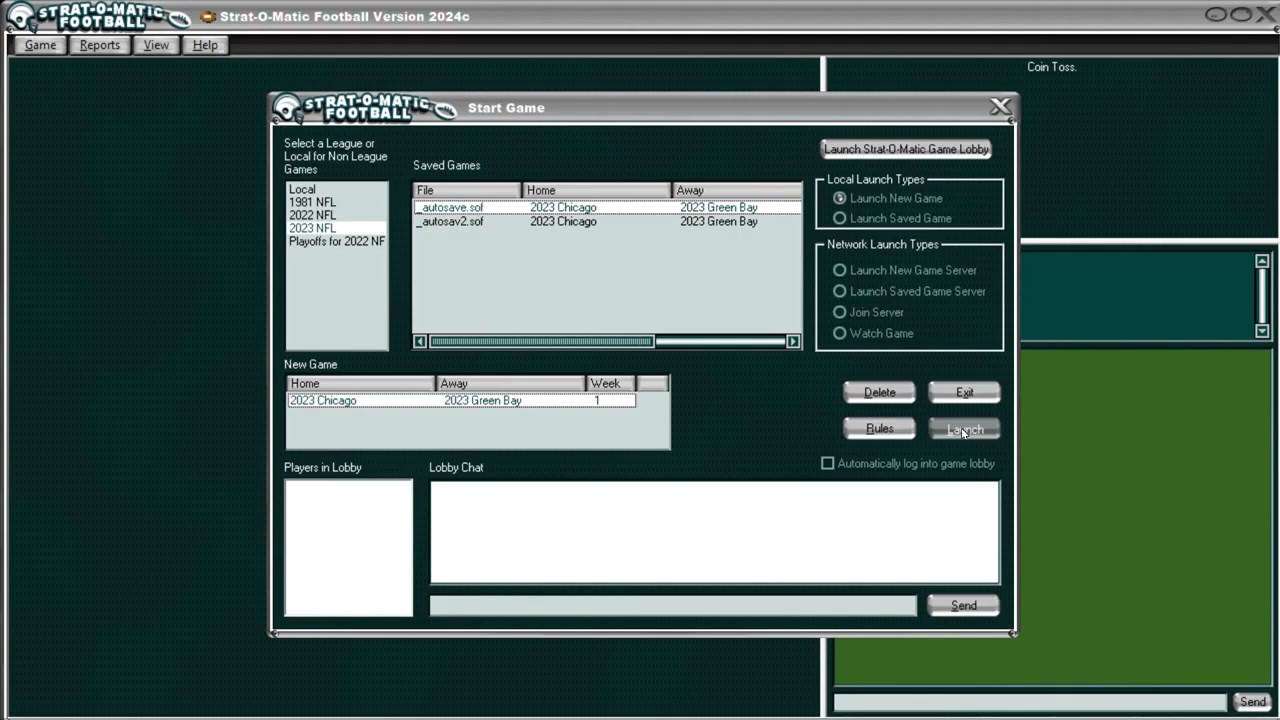 STRAT-O-MATIC
FOOTBALL
Strat-O-Matic Football Version 2024c
Game Reports View Help
Coin Toss.
STRAT-O-MATIC
FOOTBALL
Start Game
Select a League or
Local for Non League
Games
Local
1981 NFL
2022 NFL
2023 NFL
Playoffs for 2022 NF
Saved Games
File Home Away
_autosave.sof 2023 Chicago 2023 Green Bay
_autosav2.sof 2023 Chicago 2023 Green Bay
Launch Strat-O-Matic Game Lobby
Local Launch Types
Launch New Game
Launch Saved Game
Network Launch Types
Launch New Game Server
Launch Saved Game Server
Join Server
Watch Game
New Game
Home Away Week
2023 Chicago 2023 Green Bay 1
Delete Exit
Rules Launch
Automatically log into game lobby
Players in Lobby
Lobby Chat
Send
Send